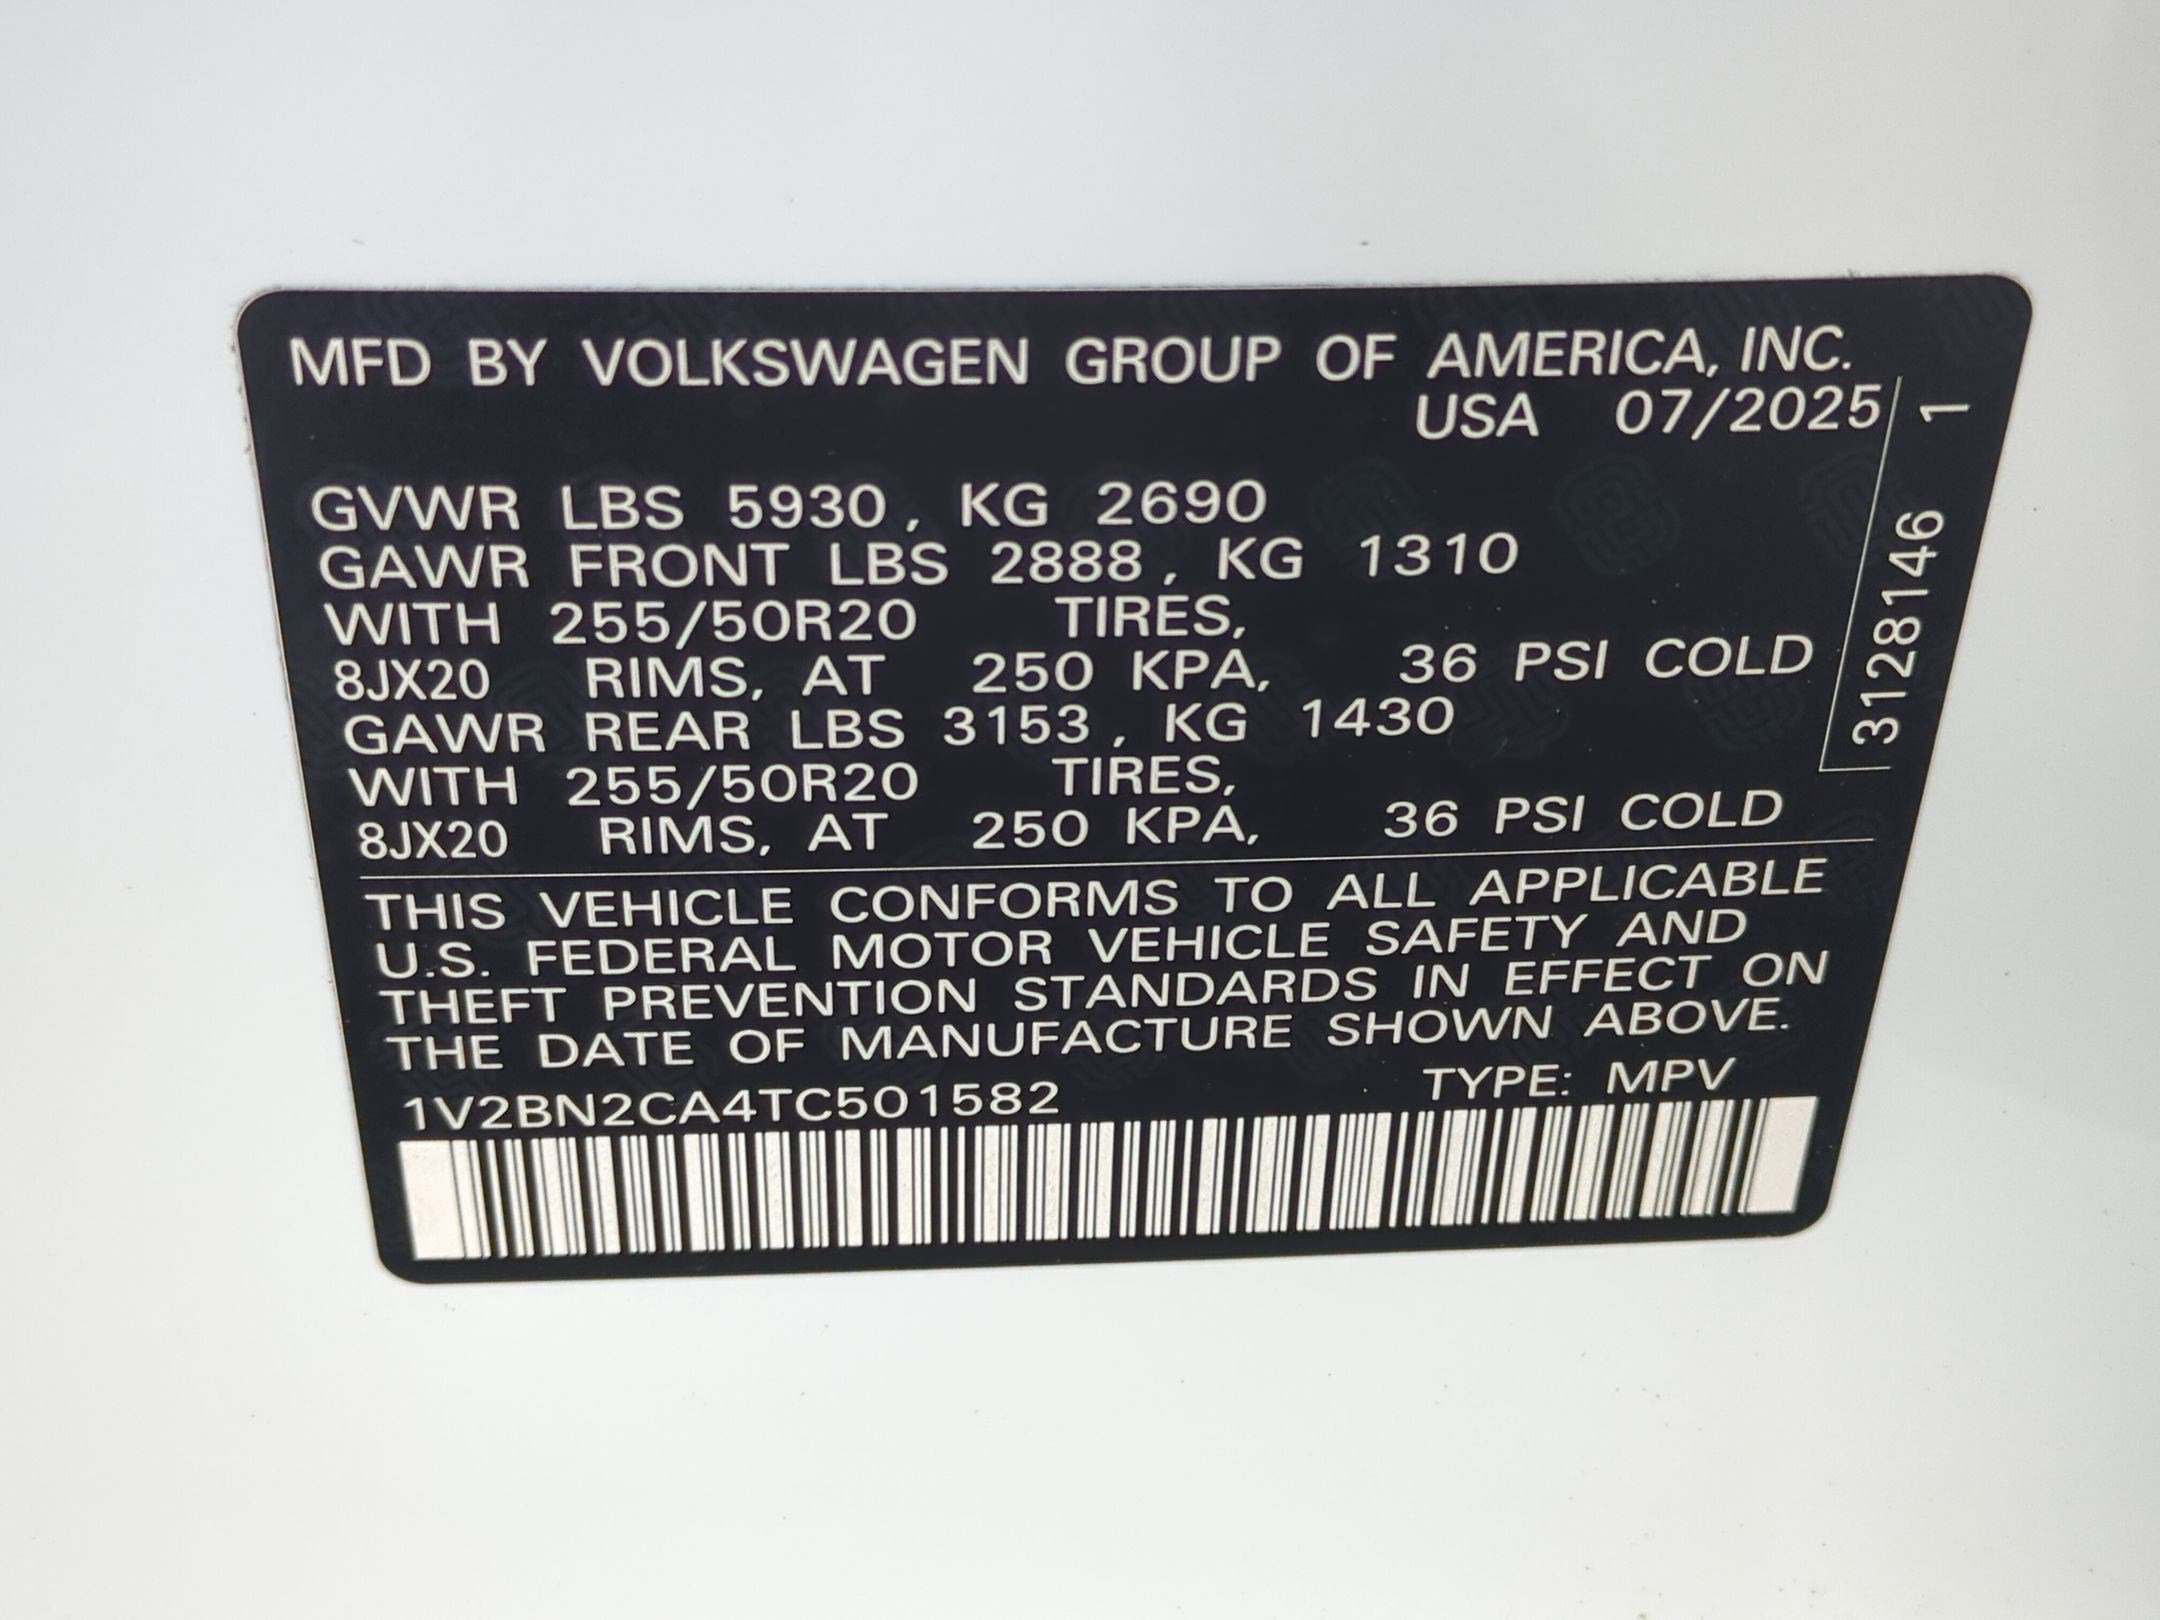 MFD BY VOLKSWAGEN GROUP OF AMERICA, INC.
USA 07/2025
GVWR LBS 5930, KG 2690
GAWR FRONT LBS 2888, KG 1310
WITH 255/50R20 TIRES,
8JX20 RIMS, AT 250 KPA, 36 PSI COLD
GAWR REAR LBS 3153, KG 1430
WITH 255/50R20 TIRES,
8JX20 RIMS, AT 250 KPA, 36 PSI COLD
THIS VEHICLE CONFORMS TO ALL APPLICABLE
U.S. FEDERAL MOTOR VEHICLE SAFETY AND
THEFT PREVENTION STANDARDS IN EFFECT ON
THE DATE OF MANUFACTURE SHOWN ABOVE.
1V2BN2CA4TC501582 TYPE: MPV
3128146 1